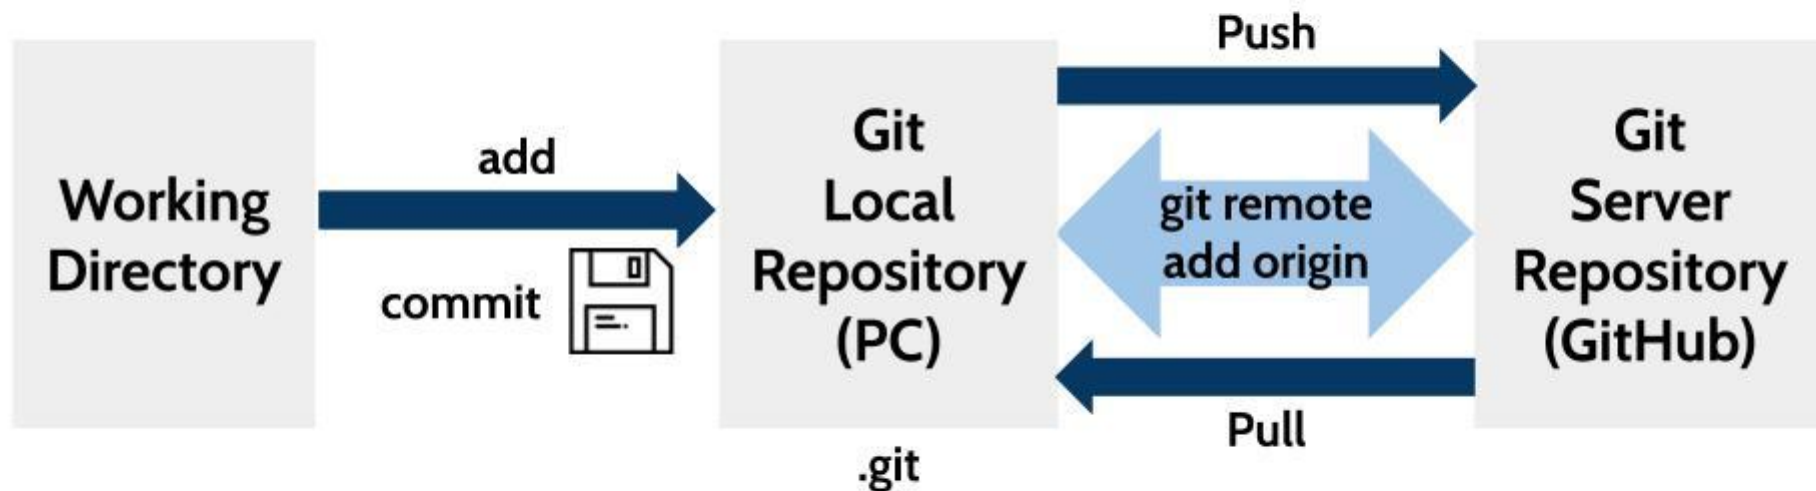 Working
Directory
add
commit
Git
Local
Repository
(PC)
.git
Push
git remote
add origin
Pull
Git
Server
Repository
(GitHub)